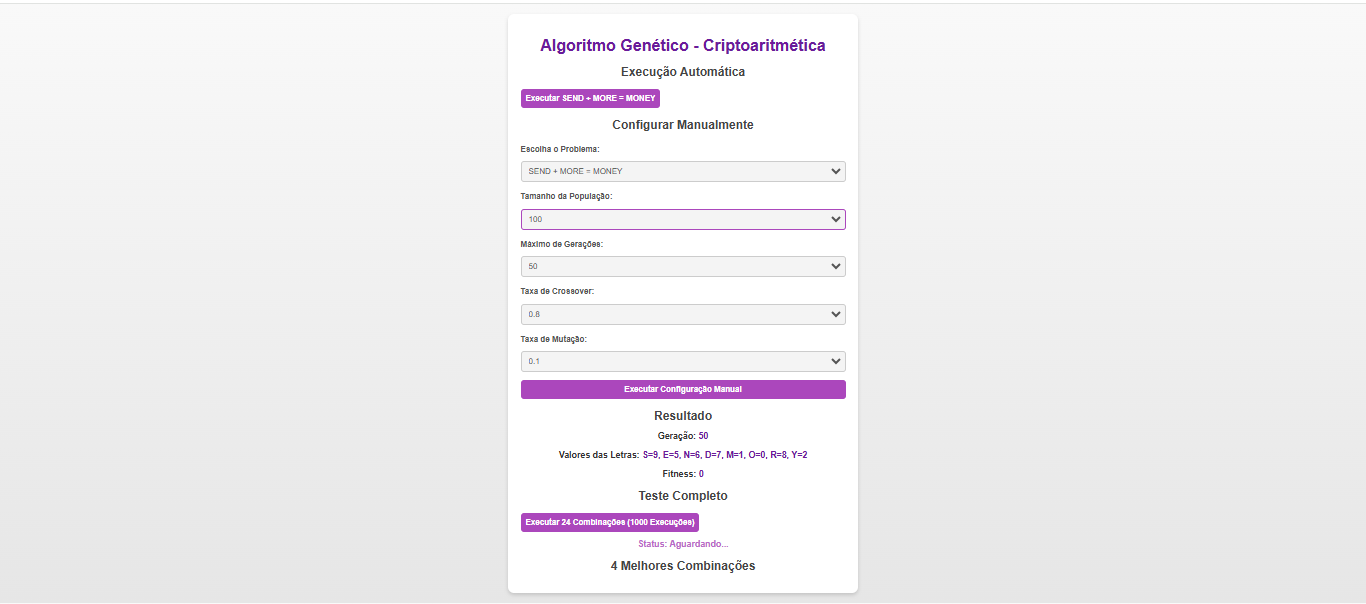 Algoritmo Genético - Criptoaritmética
Execução Automática
Executar SEND + MORE = MONEY
Configurar Manualmente
Escolha o Problema:
SEND + MORE = MONEY
Tamanho da População:
100
Máximo de Gerações:
50
Taxa de Crossover:
0.8
Taxa de Mutação:
0.1
Executar Configuração Manual
Resultado
Geração: 50
Valores das Letras: S=9, E=5, N=6, D=7, M=1, O=0, R=8, Y=2
Fitness: 0
Teste Completo
Executar 24 Combinações (1000 Execuções)
Status: Aguardando...
4 Melhores Combinações